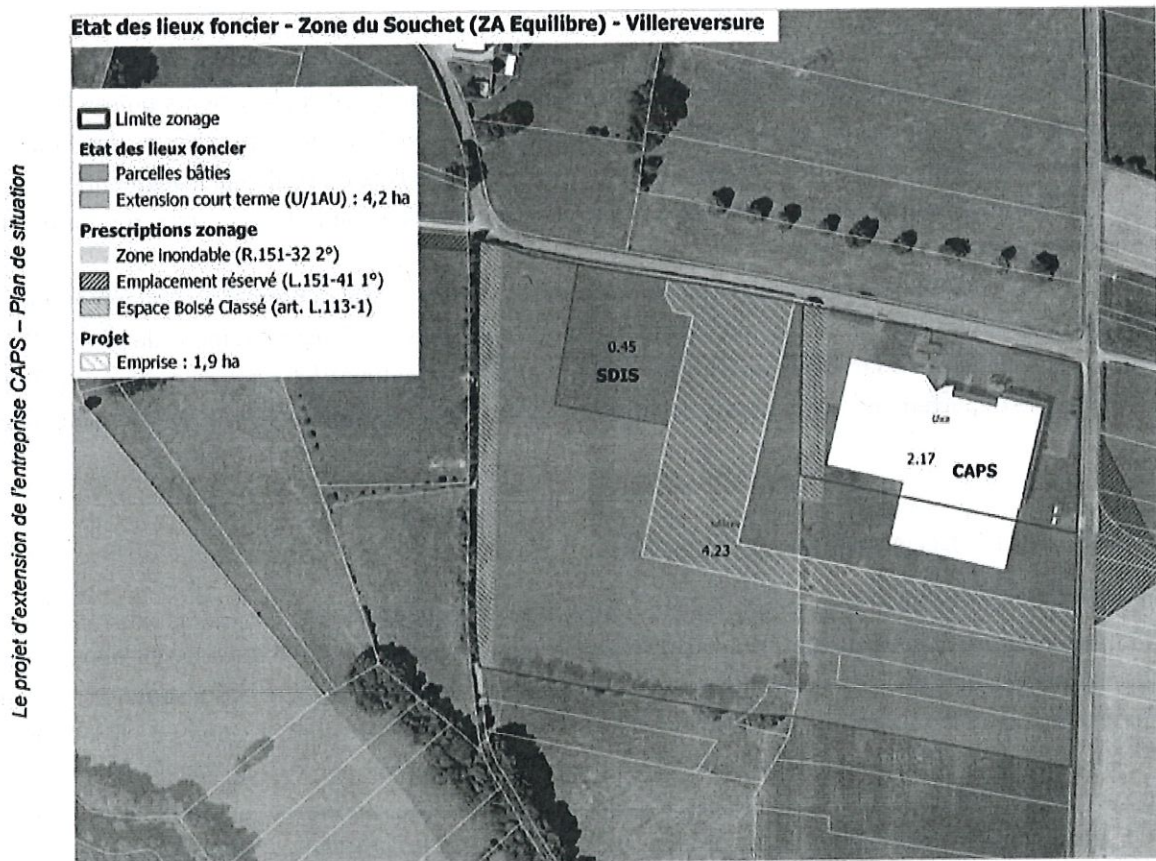 Etat des lieux foncier - Zone du Souchet (ZA Equilibre) - Villereversure
Limite zonage
Etat des lieux foncier
Parcelles bâties
Extension court terme (U/1AU) : 4,2 ha
Prescriptions zonage
Zone Inondable (R.151-32 2°)
Emplacement réservé (L.151-41 1°)
Espace Boisé Classé (art. L.113-1)
Projet
Emprise : 1,9 ha
0.45
SDIS
2.17
CAPS
4.23
Le projet d'extension de l'entreprise CAPS – Plan de situation